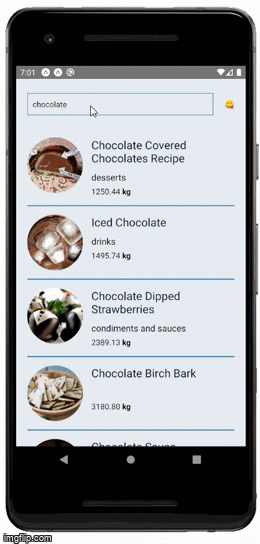 7:01
chocolate
Chocolate Covered
Chocolates Recipe
desserts
1250.44 kg
Iced Chocolate
drinks
1495.74 kg
Chocolate Dipped
Strawberries
condiments and sauces
2389.13 kg
Chocolate Birch Bark
3180.80 kg
Chocolate Sauce
imgflip.com